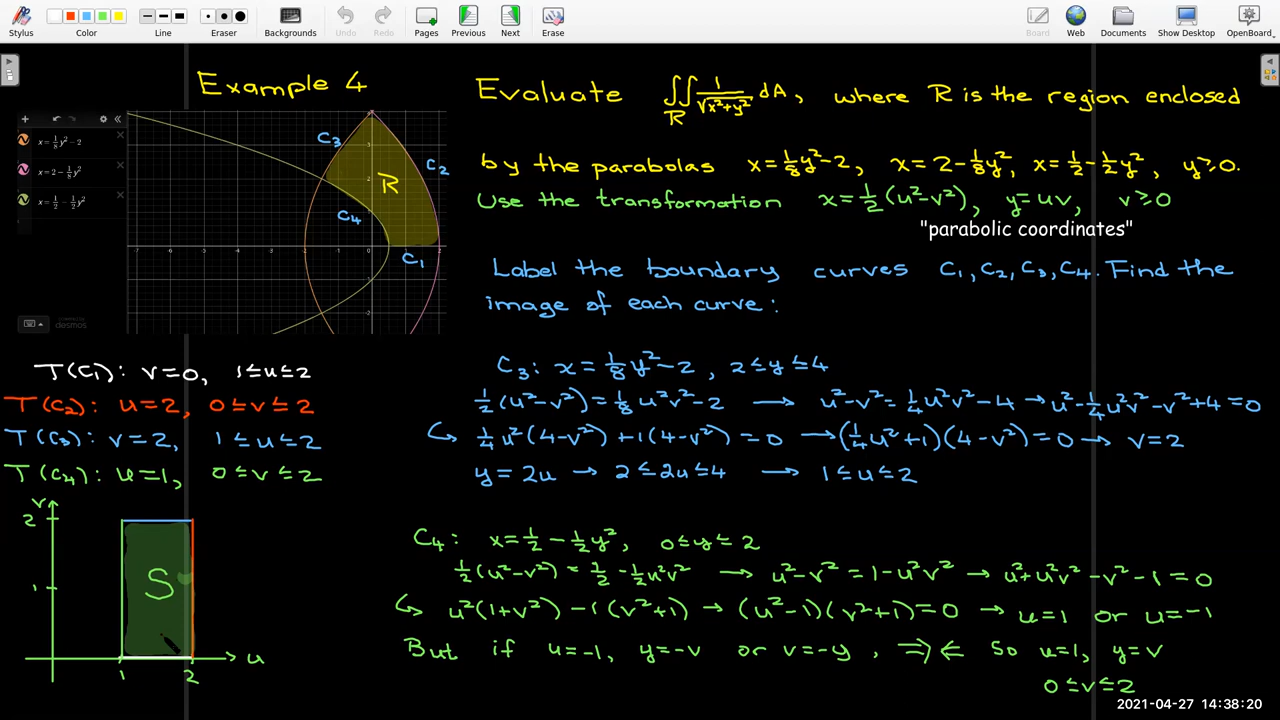 Stylus Color Line Eraser Backgrounds Undo Redo Pages Previous Next Erase Board Web Documents Show Desktop OpenBoard
Example 4
x = 1/8 y² − 2
x = 2 − 1/8 y²
x = 1/2 − 1/2 y²
desmos
C₃
C₂
R
C₄
C₁
-7 -6 -4 -3 -2 0 1 2
Evaluate ∬_R 1/√(x²+y²) dA, where R is the region enclosed
by the parabolas x = 1/8 y² − 2, x = 2 − 1/8 y², x = 1/2 − 1/2 y², y ≥ 0.
Use the transformation x = 1/2 (u² − v²), y = uv, v ≥ 0
"parabolic coordinates"
Label the boundary curves C₁, C₂, C₃, C₄. Find the
image of each curve:
T(C₁): v=0, 1≤u≤2
T(C₂): u=2, 0≤v≤2
T(C₃): v=2, 1≤u≤2
T(C₄): u=1, 0≤v≤2
v
2
1
S
u
1 2
C₃: x = 1/8 y² − 2, 2≤y≤4
1/2 (u² − v²) = 1/8 u²v² − 2 → u² − v² = 1/4 u²v² − 4 → u² − 1/4 u²v² − v² + 4 = 0
↪ 1/4 u²(4−v²) + 1(4−v²) = 0 → (1/4 u² + 1)(4−v²) = 0 → v=2
y = 2u → 2≤2u≤4 → 1≤u≤2
C₄: x = 1/2 − 1/2 y², 0≤y≤2
1/2 (u² − v²) = 1/2 − 1/2 u²v² → u² − v² = 1 − u²v² → u² + u²v² − v² − 1 = 0
↪ u²(1+v²) − 1(v²+1) → (u²−1)(v²+1) = 0 → u=1 or u=−1
But if u=−1, y=−v or v=−y, ⇒⇐ So u=1, y=v
0≤v≤2
2021-04-27 14:38:20